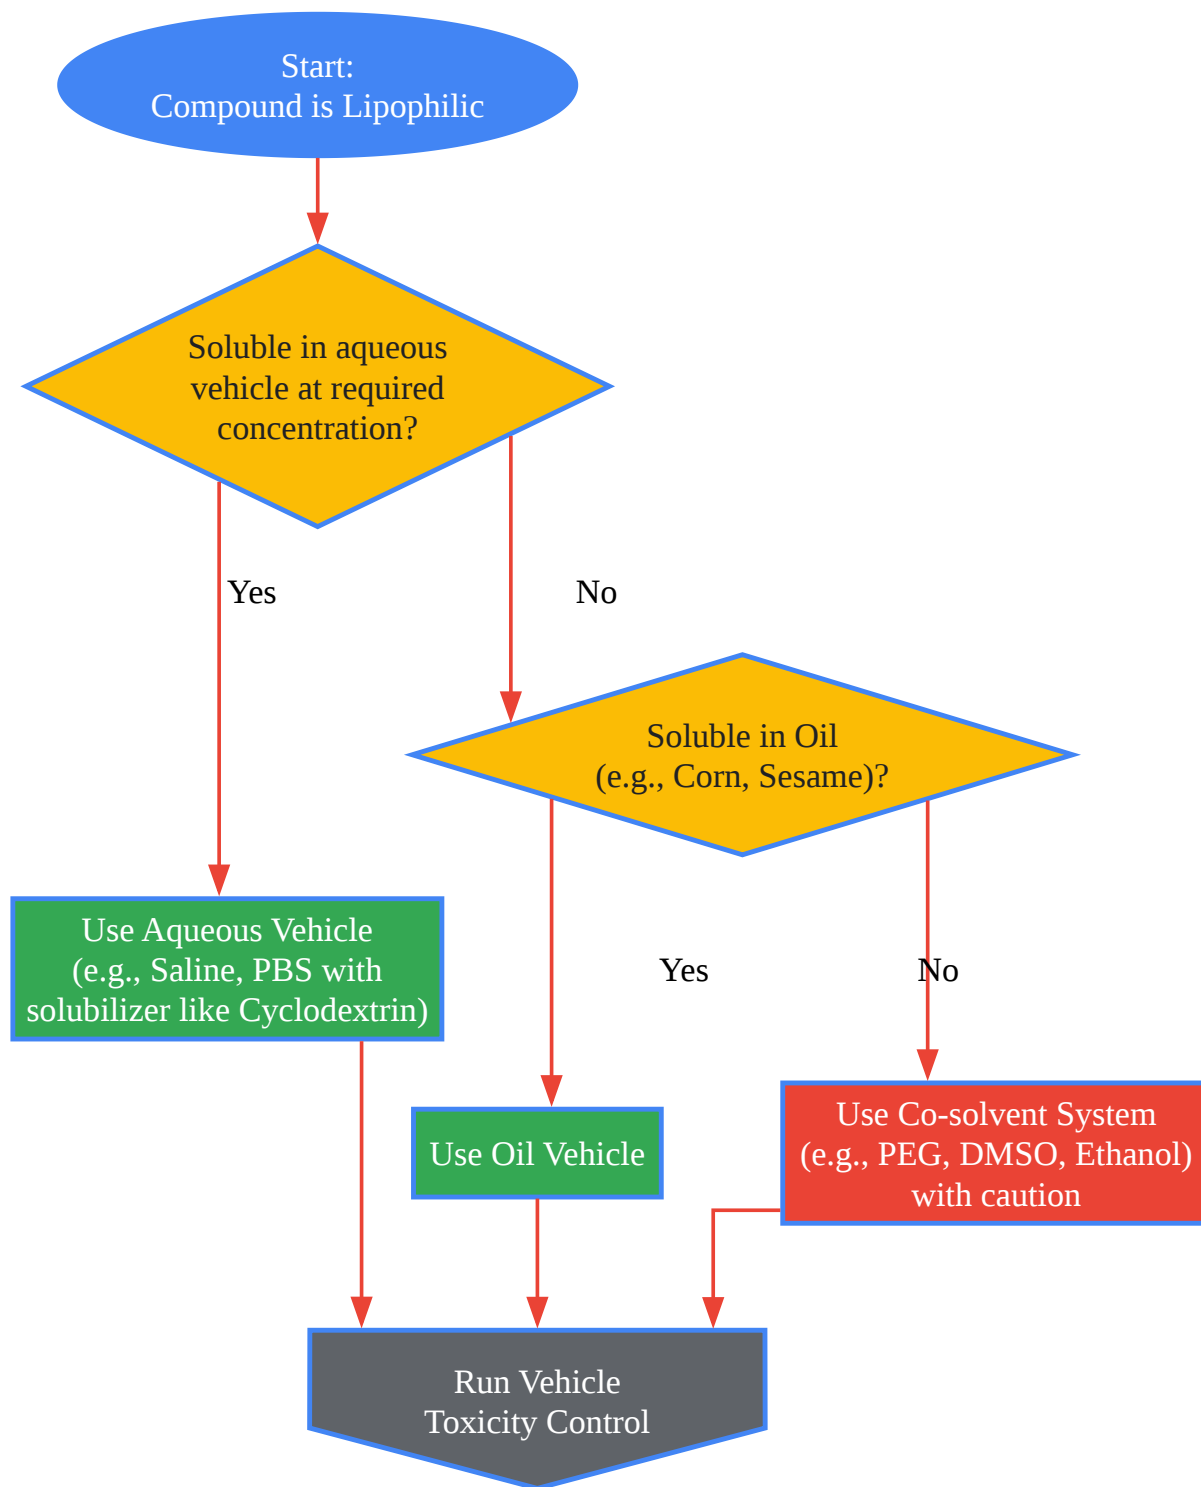 Start:
Compound is Lipophilic
Soluble in aqueous
vehicle at required
concentration?
Yes
No
Soluble in Oil
(e.g., Corn, Sesame)?
Use Aqueous Vehicle
(e.g., Saline, PBS with
solubilizer like Cyclodextrin)
Yes
No
Use Oil Vehicle
Use Co-solvent System
(e.g., PEG, DMSO, Ethanol)
with caution
Run Vehicle
Toxicity Control